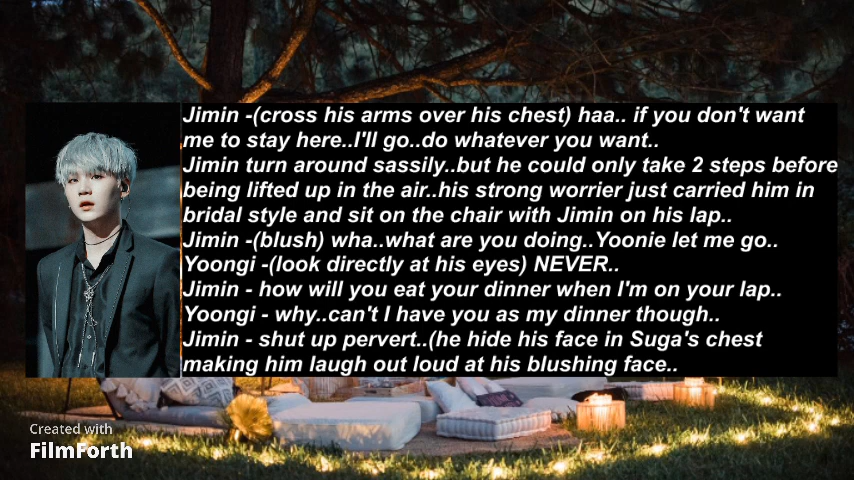 Jimin -(cross his arms over his chest) haa.. if you don't want
me to stay here..I'll go..do whatever you want..
Jimin turn around sassily..but he could only take 2 steps before
being lifted up in the air..his strong worrier just carried him in
bridal style and sit on the chair with Jimin on his lap..
Jimin -(blush) wha..what are you doing..Yoonie let me go..
Yoongi -(look directly at his eyes) NEVER..
Jimin - how will you eat your dinner when I'm on your lap..
Yoongi - why..can't I have you as my dinner though..
Jimin - shut up pervert..(he hide his face in Suga's chest
making him laugh out loud at his blushing face..
Created with
FilmForth